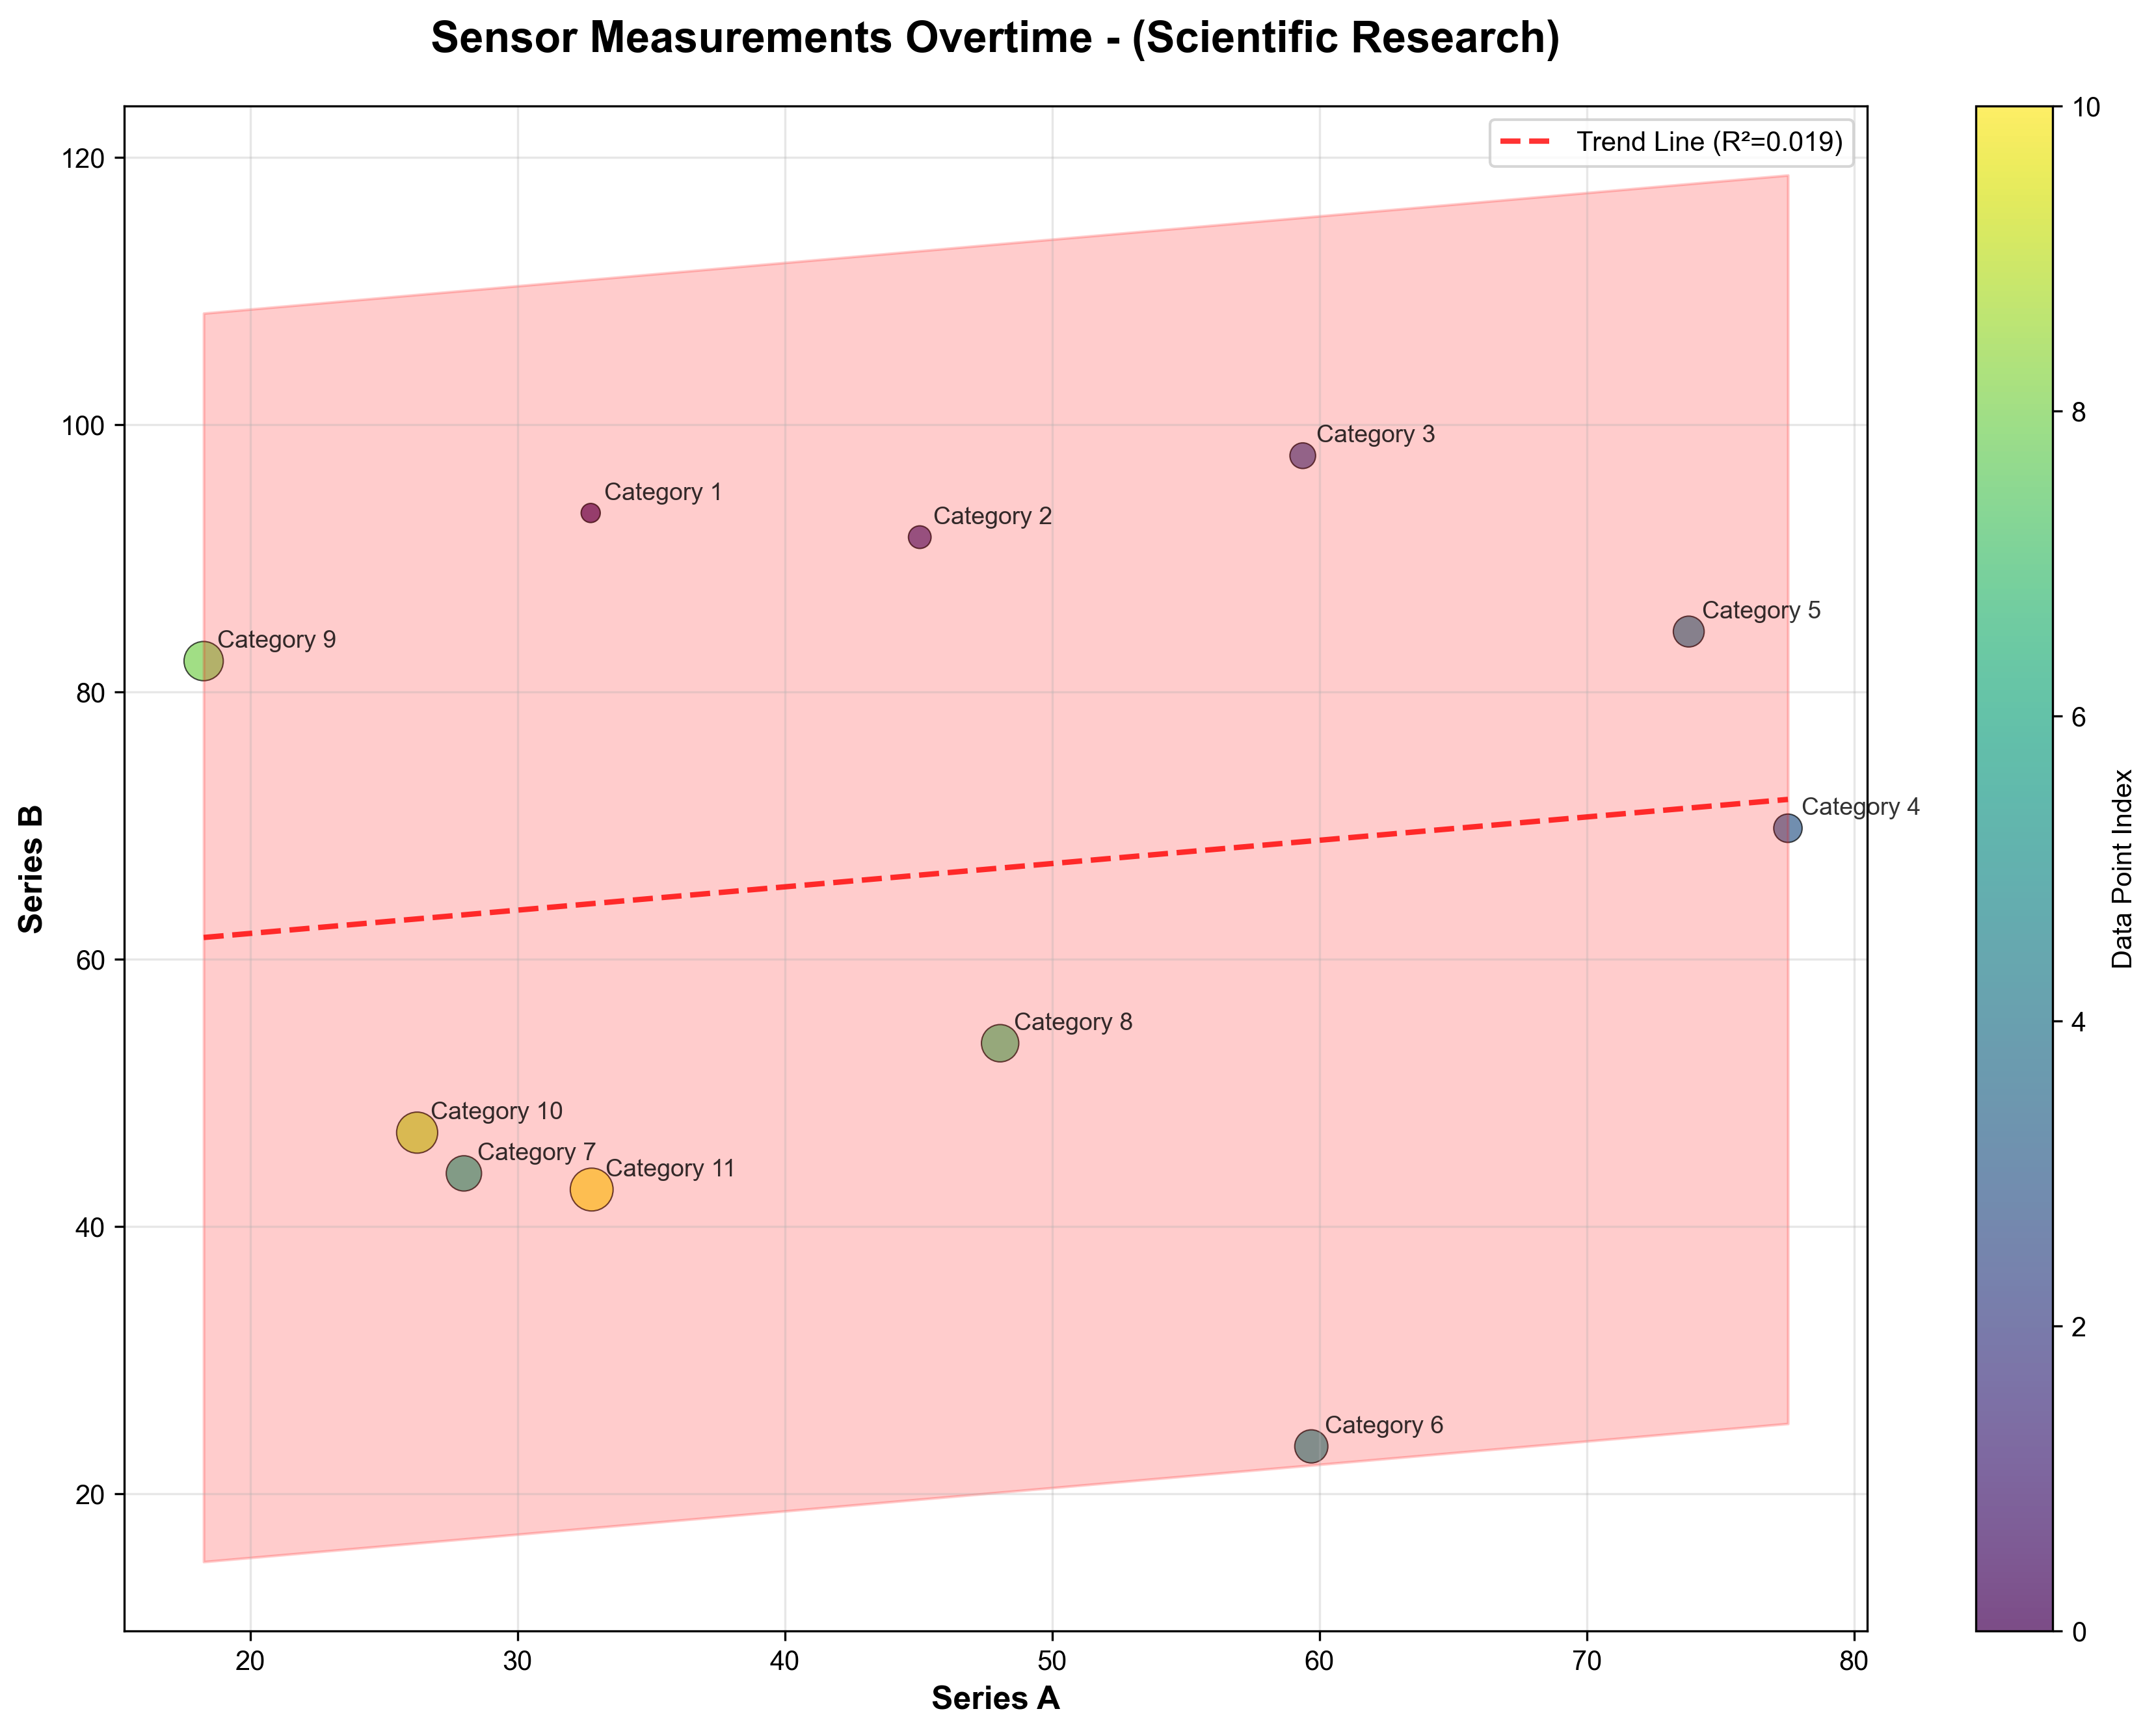 Sensor Measurements Overtime - (Scientific Research)
Trend Line (R²=0.019)
120
100
80
60
40
20
Series B
Category 3
Category 1
Category 2
Category 5
Category 9
Category 4
Category 8
Category 10
Category 7
Category 11
Category 6
20
30
40
50
60
70
80
Series A
10
8
6
4
2
0
Data Point Index